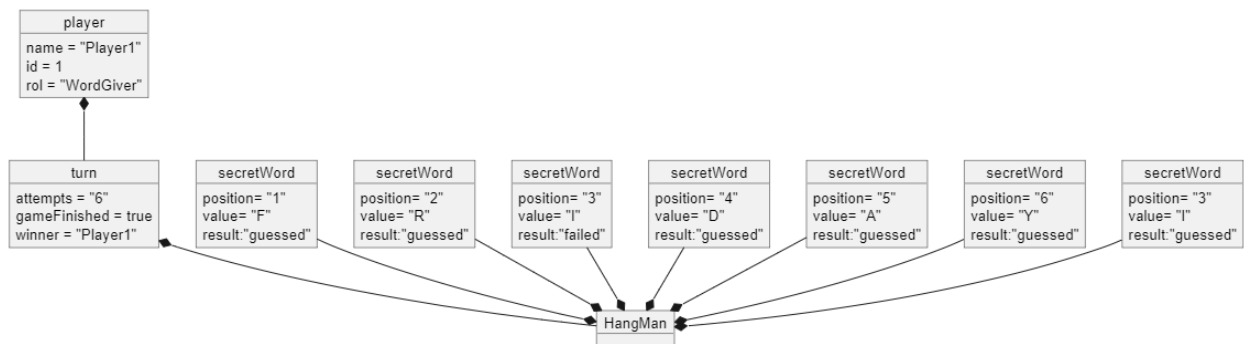 player
name = "Player1"
id = 1
rol = "WordGiver"
turn
attempts = "6"
gameFinished = true
winner = "Player1"
secretWord
position= "1"
value= "F"
result:"guessed"
secretWord
position= "2"
value= "R"
result:"guessed"
secretWord
position= "3"
value= "I"
result:"failed"
secretWord
position= "4"
value= "D"
result:"guessed"
secretWord
position= "5"
value= "A"
result:"guessed"
secretWord
position= "6"
value= "Y"
result:"guessed"
secretWord
position= "3"
value= "I"
result:"guessed"
HangMan